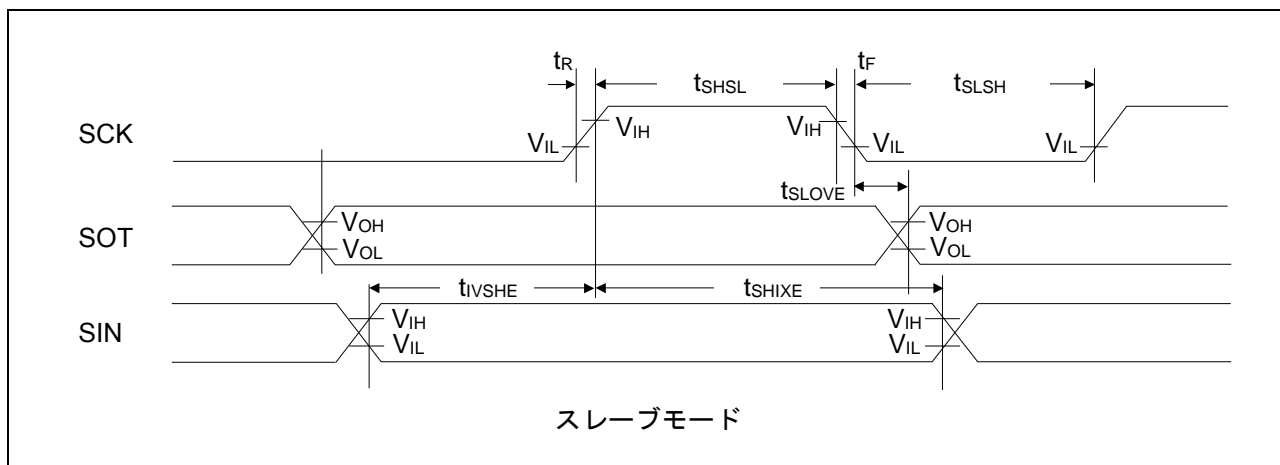 tR tSHSL tF tSLSH
SCK VIL VIH VIH VIL VIL
tSLOVE
SOT VOH VOL VOH VOL
tIVSHE tSHIXE
SIN VIH VIL VIH VIL
スレーブモード